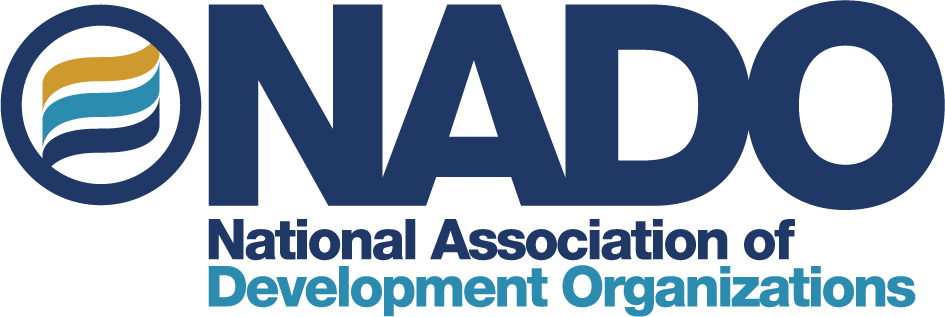 NADO
National Association of
Development Organizations